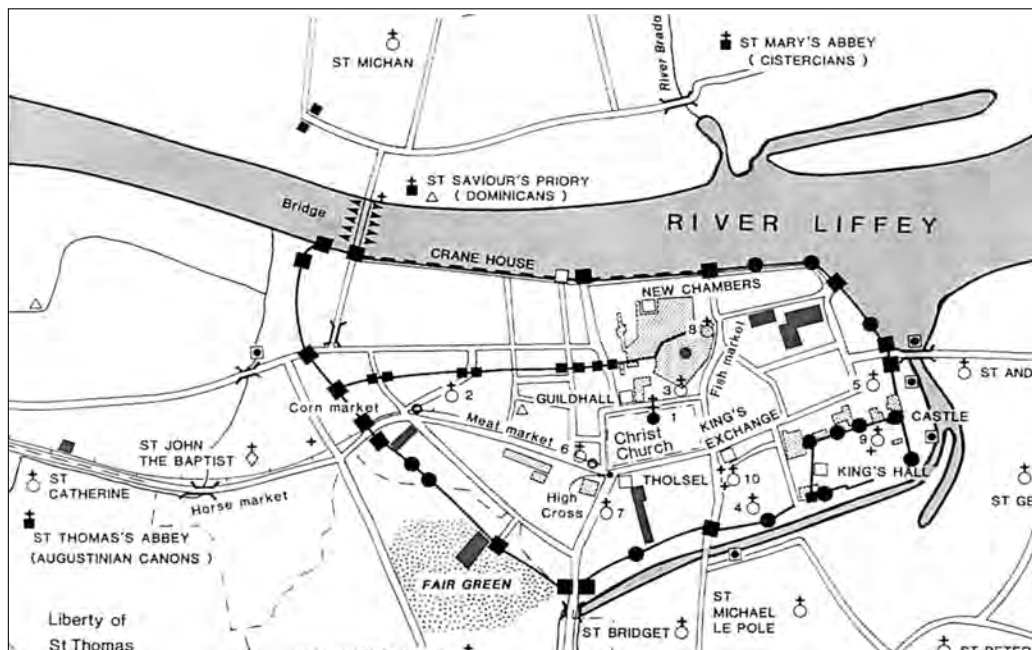 ST MICHAN
River Brado
ST MARY'S ABBEY
( CISTERCIANS )
ST SAVIOUR'S PRIORY
( DOMINICANS )
Bridge
RIVER LIFFEY
CRANE HOUSE
NEW CHAMBERS
8
Fish market
Corn market
2
GUILDHALL
3
1
5
ST AND
Meat market
Christ
Church
KING'S
EXCHANGE
CASTLE
9
KING'S HALL
ST JOHN
THE BAPTIST
ST
CATHERINE
Horse market
6
High
Cross
7
THOLSEL
10
4
ST GE
ST THOMAS'S ABBEY
(AUGUSTINIAN CANONS)
FAIR GREEN
Liberty of
St Thomas
ST BRIDGET
ST
MICHAEL
LE POLE
ST PETER